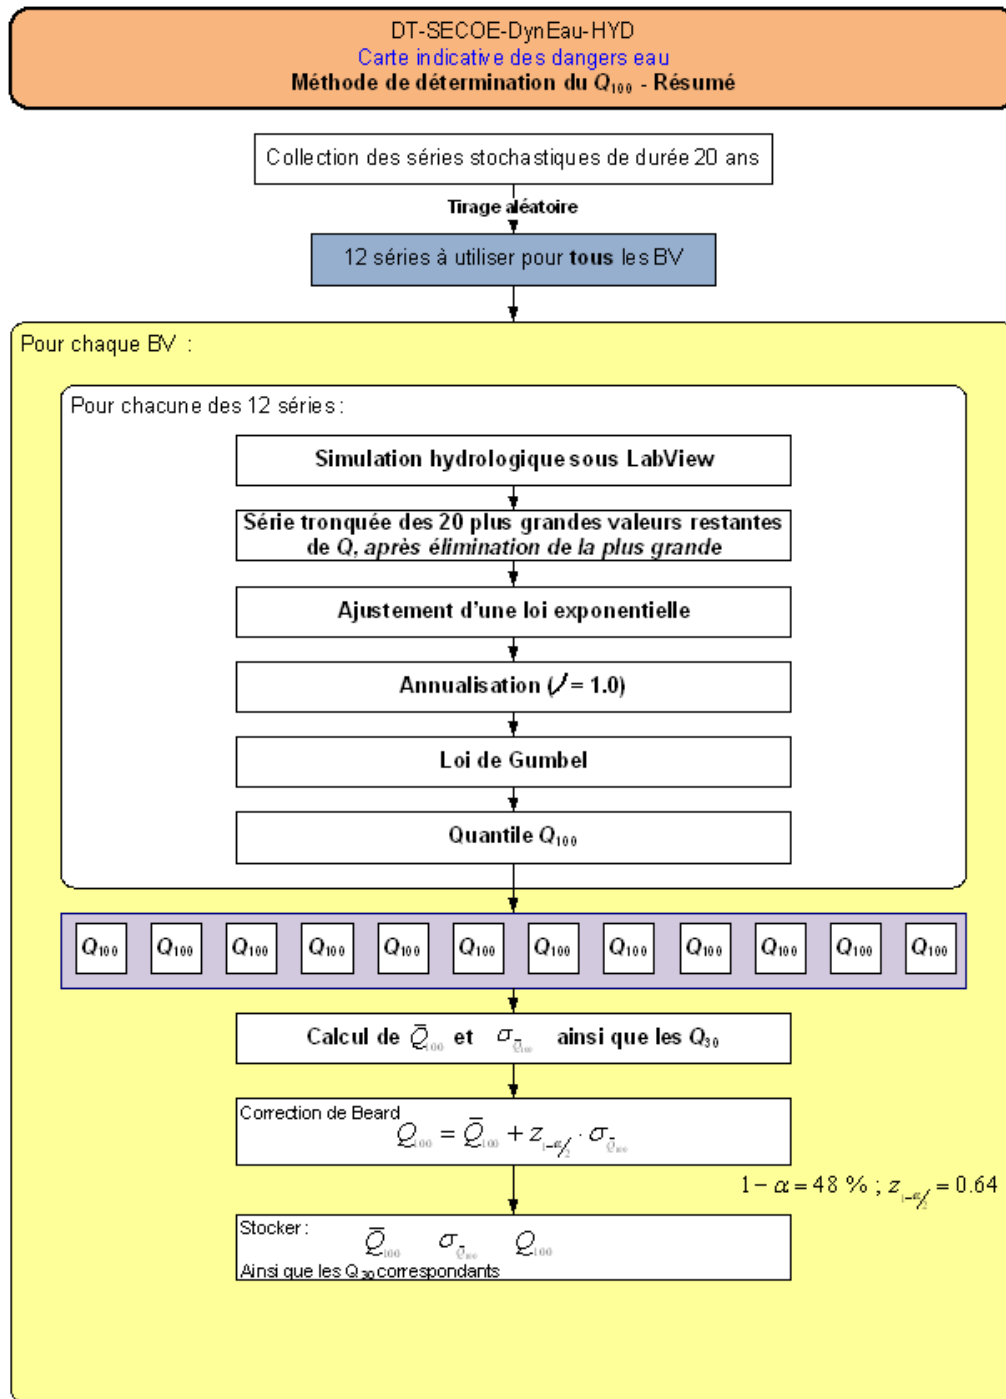 DT-SECOE-DynEau-HYD
Carte indicative des dangers eau
Méthode de détermination du Q₁₀₀ - Résumé
Collection des séries stochastiques de durée 20 ans
Tirage aléatoire
12 séries à utiliser pour tous les BV
Pour chaque BV :
Pour chacune des 12 séries :
Simulation hydrologique sous LabView
Série tronquée des 20 plus grandes valeurs restantes
de Q, après élimination de la plus grande
Ajustement d'une loi exponentielle
Annualisation ( = 1.0)
Loi de Gumbel
Quantile Q₁₀₀
Q₁₀₀ Q₁₀₀ Q₁₀₀ Q₁₀₀ Q₁₀₀ Q₁₀₀ Q₁₀₀ Q₁₀₀ Q₁₀₀ Q₁₀₀ Q₁₀₀ Q₁₀₀
Calcul de Q̄₁₀₀ et σ_Q̄₁₀₀ ainsi que les Q₃₀
Correction de Beard
Q₁₀₀ = Q̄₁₀₀ + z_1-α/2 · σ_Q̄₁₀₀
1 - α = 48 % ; z_1-α/2 = 0.64
Stocker :
Q̄₁₀₀ σ_Q̄₁₀₀ Q₁₀₀
Ainsi que les Q₃₀ correspondants